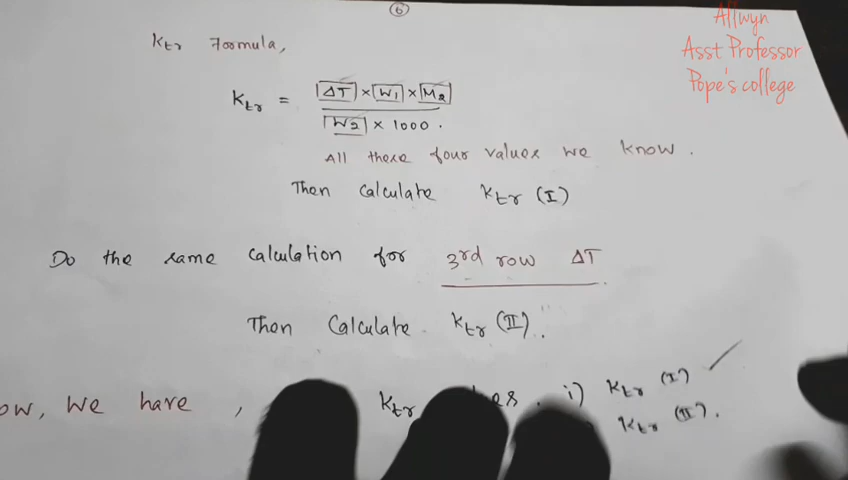 6
Allwyn
Asst Professor
Pope's college
Ktr Formula,
Ktr = ΔT × W1 × M2
W2 × 1000.
All these four values we know.
Then calculate Ktr (I)
Do the same calculation for 3rd row ΔT
Then Calculate Ktr (II).
we have , Ktr i) Ktr (I) ✓
Ktr (II).